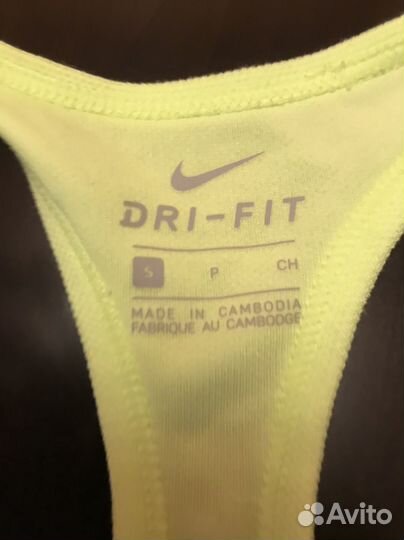 DRI-FIT
S P CH
MADE IN CAMBODIA
FABRIQUE AU CAMBODGE
Avito